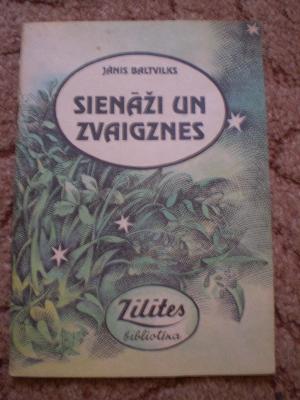 JĀNIS BALTVILKS
SIENĀŽI UN
ZVAIGZNES
Zīlītes
bibliotēka